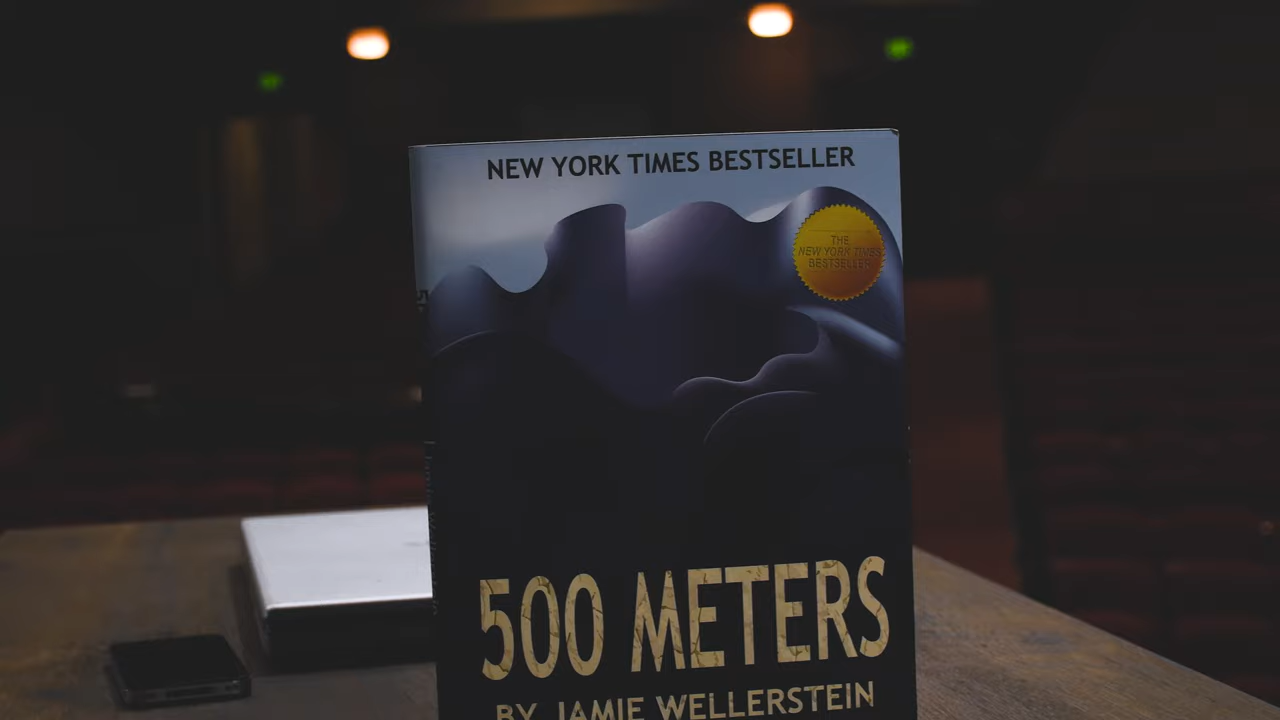 NEW YORK TIMES BESTSELLER
THE
NEW YORK TIMES
BESTSELLER
500 METERS
BY JAMIE WELLERSTEIN